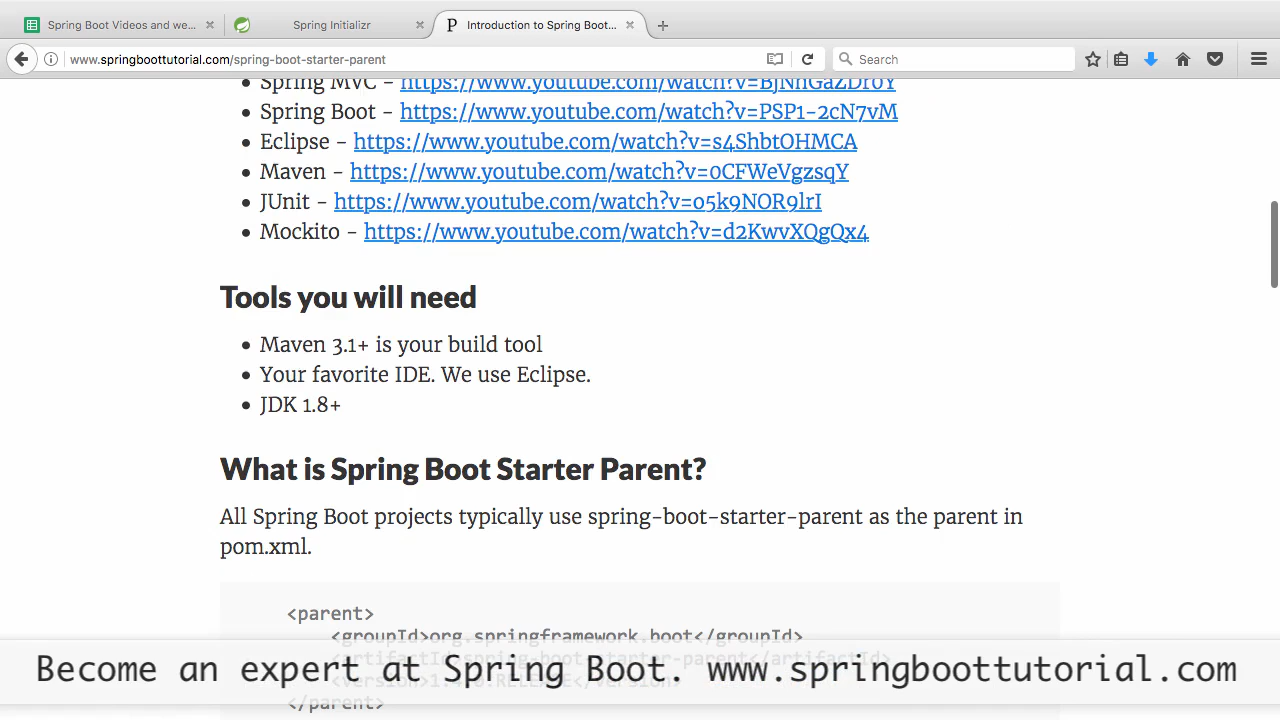 Spring Boot Videos and we...
Spring Initializr
P Introduction to Spring Boot...
www.springboottutorial.com/spring-boot-starter-parent
Search
Spring MVC - https://www.youtube.com/watch?v=BjNhGaZDr0Y
• Spring Boot - https://www.youtube.com/watch?v=PSP1-2cN7vM
• Eclipse - https://www.youtube.com/watch?v=s4ShbtOHMCA
• Maven - https://www.youtube.com/watch?v=0CFWeVgzsqY
• JUnit - https://www.youtube.com/watch?v=o5k9NOR9lrI
• Mockito - https://www.youtube.com/watch?v=d2KwvXQgQx4
Tools you will need
• Maven 3.1+ is your build tool
• Your favorite IDE. We use Eclipse.
• JDK 1.8+
What is Spring Boot Starter Parent?
All Spring Boot projects typically use spring-boot-starter-parent as the parent in
pom.xml.
<parent>
<groupId>org.springframework.boot</groupId>
<artifactId>spring-boot-starter-parent</artifactId>
Become an expert at Spring Boot. www.springboottutorial.com
</parent>